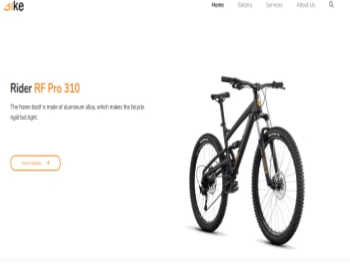 ike
Home Gallery Services About Us
Rider RF Pro 310
The frame itself is made of aluminium alloy, which makes the bicycle
rigid but light.
View Gallery